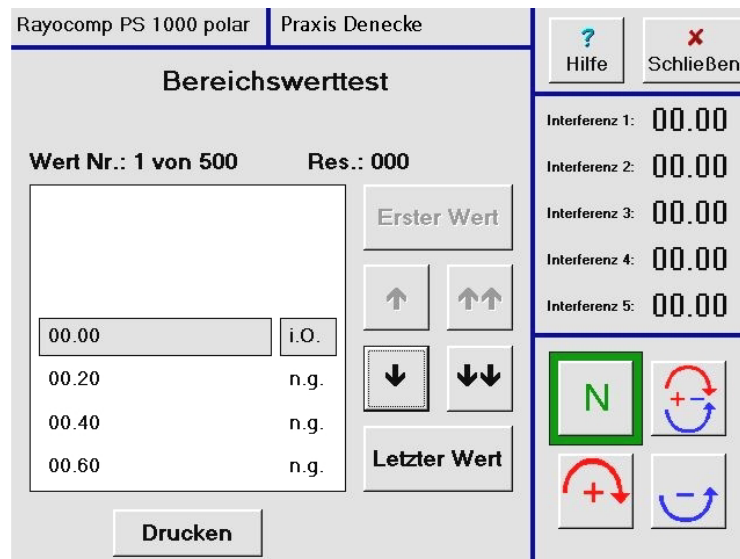 Rayocomp PS 1000 polar
Praxis Denecke
Bereichswerttest
Wert Nr.: 1 von 500
Res.: 000
00.00 i.O.
00.20 n.g.
00.40 n.g.
00.60 n.g.
Erster Wert
Letzter Wert
Drucken
?
Hilfe
Schließen
Interferenz 1: 00.00
Interferenz 2: 00.00
Interferenz 3: 00.00
Interferenz 4: 00.00
Interferenz 5: 00.00
N
+ −
+
−